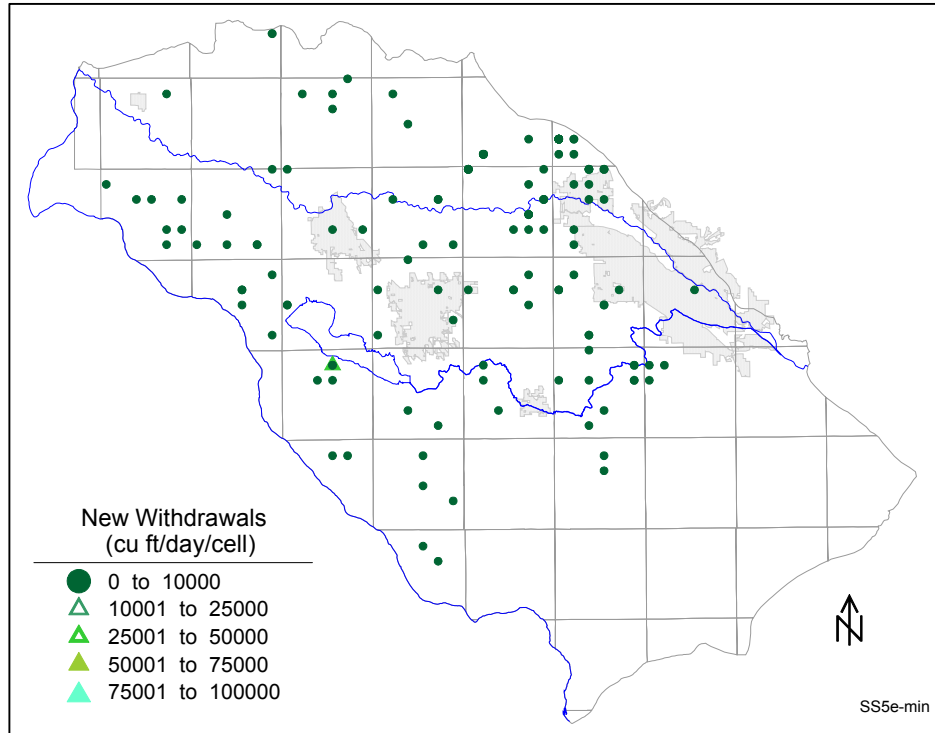 New Withdrawals
(cu ft/day/cell)
0 to 10000
10001 to 25000
25001 to 50000
50001 to 75000
75001 to 100000
N
SS5e-min